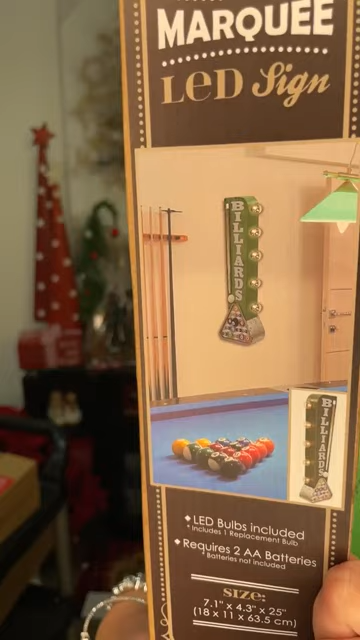 MARQUEE
LED Sign
BILLIARDS
BILLIARDS
◆ LED Bulbs included
* Includes 1 Replacement Bulb
◆ Requires 2 AA Batteries
* Batteries not included
SIZE:
7.1" x 4.3" x 25"
(18 x 11 x 63.5 cm)